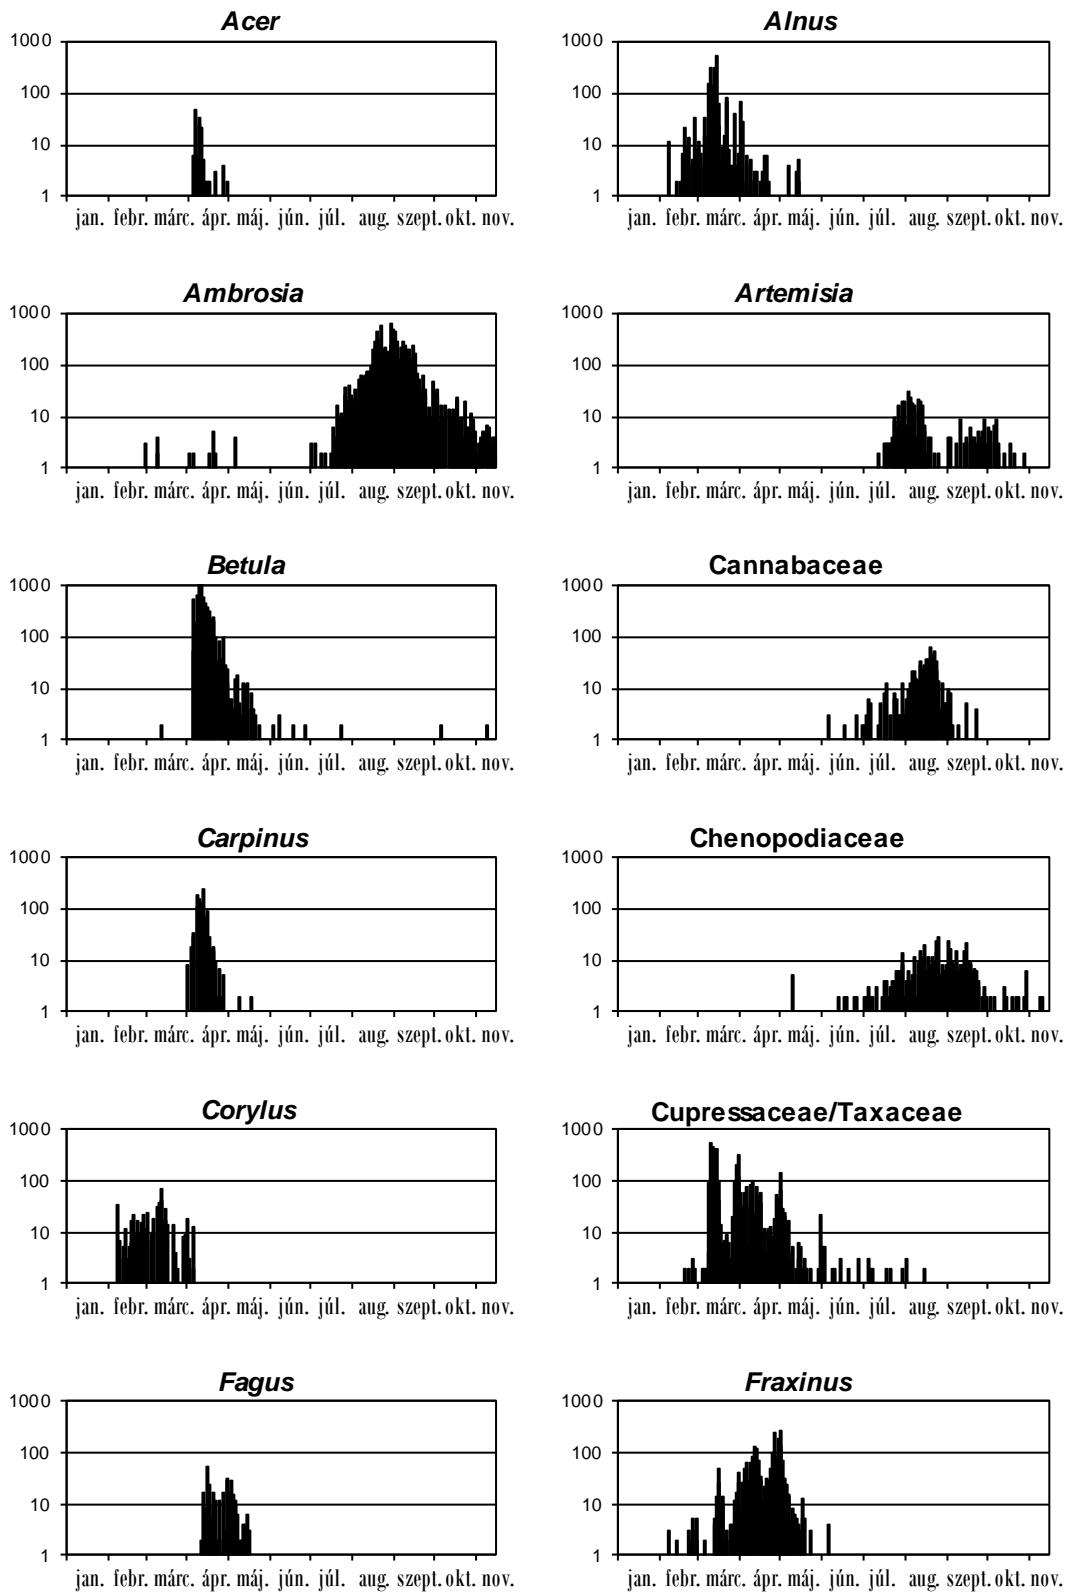 Acer
1000
100
10
1
jan. febr. márc. ápr. máj. jún. júl. aug. szept. okt. nov.
Alnus
1000
100
10
1
jan. febr. márc. ápr. máj. jún. júl. aug. szept. okt. nov.
Ambrosia
1000
100
10
1
jan. febr. márc. ápr. máj. jún. júl. aug. szept. okt. nov.
Artemisia
1000
100
10
1
jan. febr. márc. ápr. máj. jún. júl. aug. szept. okt. nov.
Betula
1000
100
10
1
jan. febr. márc. ápr. máj. jún. júl. aug. szept. okt. nov.
Cannabaceae
1000
100
10
1
jan. febr. márc. ápr. máj. jún. júl. aug. szept. okt. nov.
Carpinus
1000
100
10
1
jan. febr. márc. ápr. máj. jún. júl. aug. szept. okt. nov.
Chenopodiaceae
1000
100
10
1
jan. febr. márc. ápr. máj. jún. júl. aug. szept. okt. nov.
Corylus
1000
100
10
1
jan. febr. márc. ápr. máj. jún. júl. aug. szept. okt. nov.
Cupressaceae/Taxaceae
1000
100
10
1
jan. febr. márc. ápr. máj. jún. júl. aug. szept. okt. nov.
Fagus
1000
100
10
1
jan. febr. márc. ápr. máj. jún. júl. aug. szept. okt. nov.
Fraxinus
1000
100
10
1
jan. febr. márc. ápr. máj. jún. júl. aug. szept. okt. nov.